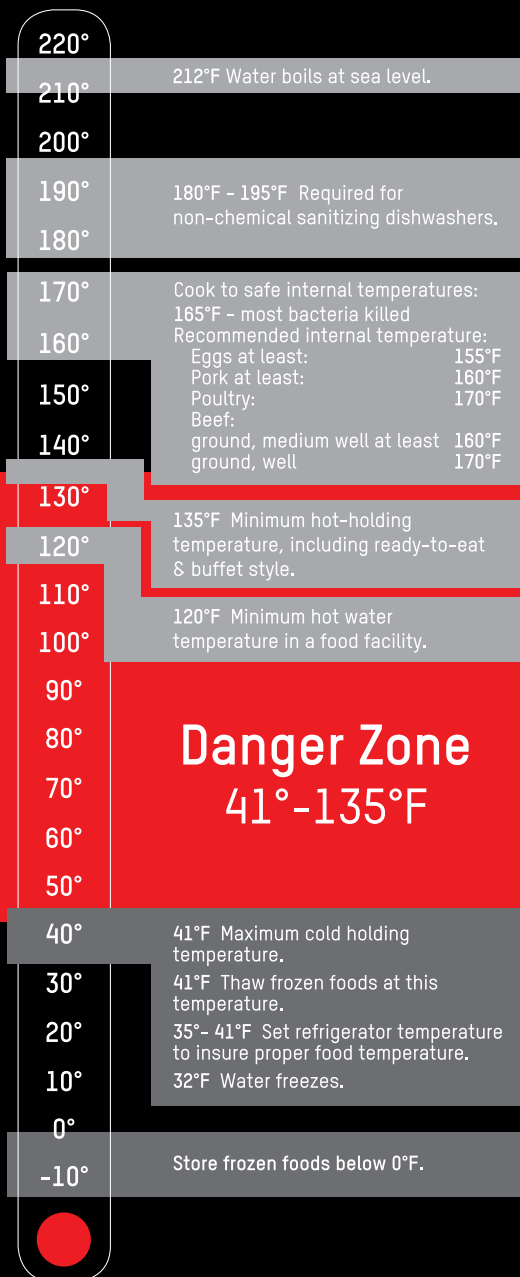 220°
210°
200°
190°
180°
170°
160°
150°
140°
130°
120°
110°
100°
90°
80°
70°
60°
50°
40°
30°
20°
10°
0°
-10°
212°F Water boils at sea level.
180°F - 195°F Required for
non-chemical sanitizing dishwashers.
Cook to safe internal temperatures:
165°F - most bacteria killed
Recommended internal temperature:
Eggs at least: 155°F
Pork at least: 160°F
Poultry: 170°F
Beef:
ground, medium well at least 160°F
ground, well 170°F
135°F Minimum hot-holding
temperature, including ready-to-eat
& buffet style.
120°F Minimum hot water
temperature in a food facility.
Danger Zone
41°-135°F
41°F Maximum cold holding
temperature.
41°F Thaw frozen foods at this
temperature.
35°- 41°F Set refrigerator temperature
to insure proper food temperature.
32°F Water freezes.
Store frozen foods below 0°F.